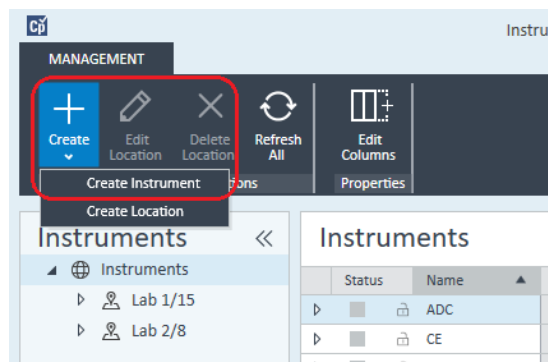 Cp
Instru
MANAGEMENT
Create Edit Location Delete Location Refresh All Edit Columns
Create Instrument
Properties
Create Location
Instruments
Instruments
Status Name
Instruments
ADC
Lab 1/15
CE
Lab 2/8